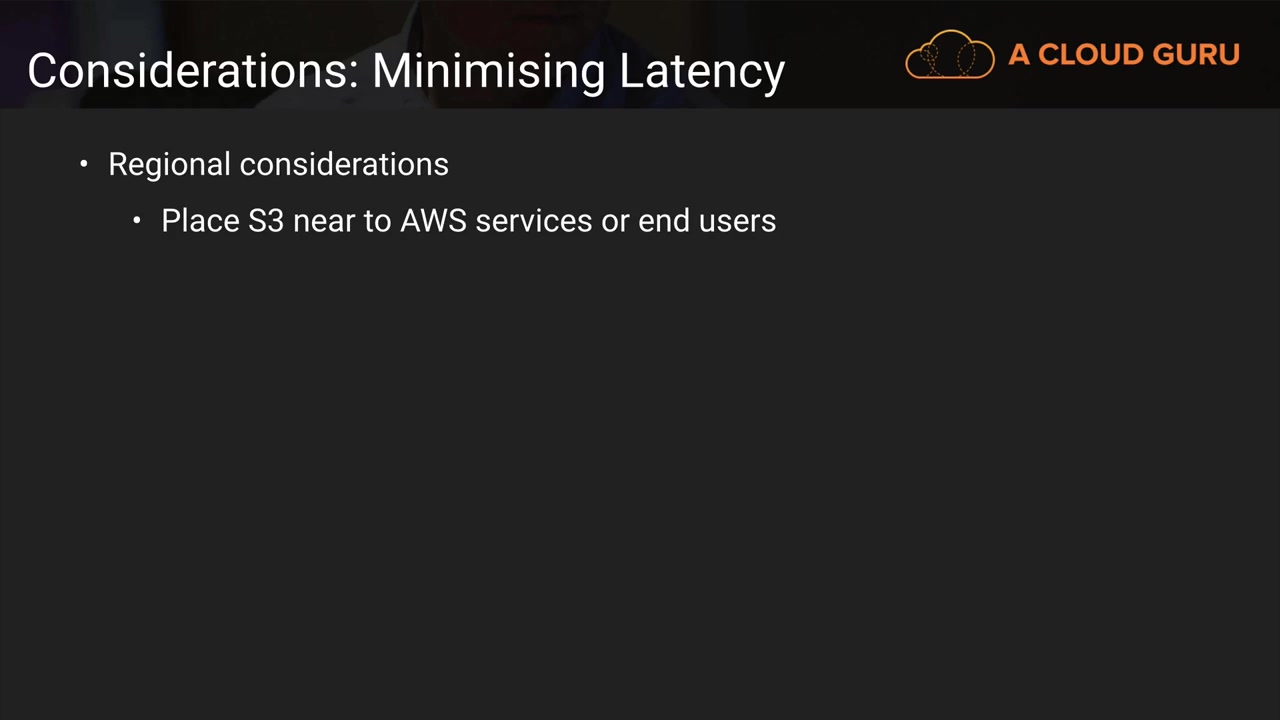 Considerations: Minimising Latency
A CLOUD GURU
• Regional considerations
• Place S3 near to AWS services or end users